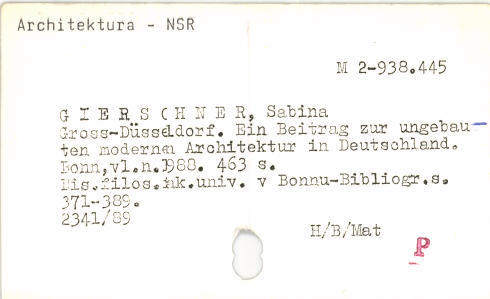 Architektura - NSR
M 2-938.445
GIERSCHNER, Sabina
Gross-Düsseldorf. Ein Beitrag zur ungebau-
ten modernen Architektur in Deutschland.
Bonn,vl.n.1988. 463 s.
Dis.filos.fak.univ. v Bonnu-Bibliogr.s.
371-389.
2341/89
H/B/Mat
P